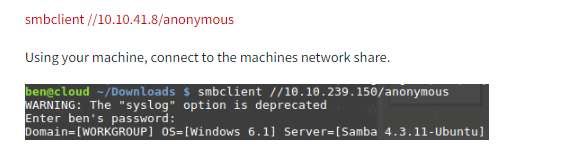 smbclient //10.10.41.8/anonymous
Using your machine, connect to the machines network share.
ben@cloud ~/Downloads $ smbclient //10.10.239.150/anonymous
WARNING: The "syslog" option is deprecated
Enter ben's password:
Domain=[WORKGROUP] OS=[Windows 6.1] Server=[Samba 4.3.11-Ubuntu]